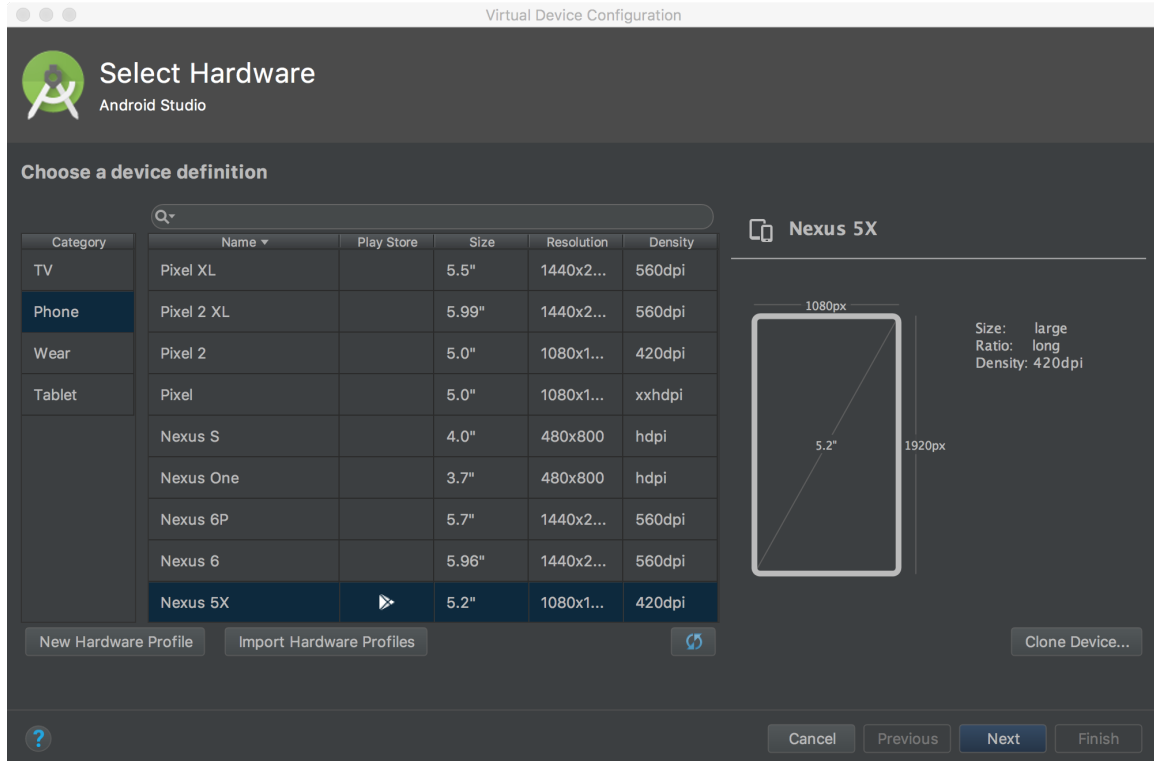 Virtual Device Configuration
Select Hardware
Android Studio
Choose a device definition
Category
TV
Phone
Wear
Tablet
Name Play Store Size Resolution Density
Pixel XL 5.5" 1440x2... 560dpi
Pixel 2 XL 5.99" 1440x2... 560dpi
Pixel 2 5.0" 1080x1... 420dpi
Pixel 5.0" 1080x1... xxhdpi
Nexus S 4.0" 480x800 hdpi
Nexus One 3.7" 480x800 hdpi
Nexus 6P 5.7" 1440x2... 560dpi
Nexus 6 5.96" 1440x2... 560dpi
Nexus 5X 5.2" 1080x1... 420dpi
New Hardware Profile Import Hardware Profiles
Nexus 5X
1080px
5.2"
1920px
Size: large
Ratio: long
Density: 420dpi
Clone Device...
? Cancel Previous Next Finish